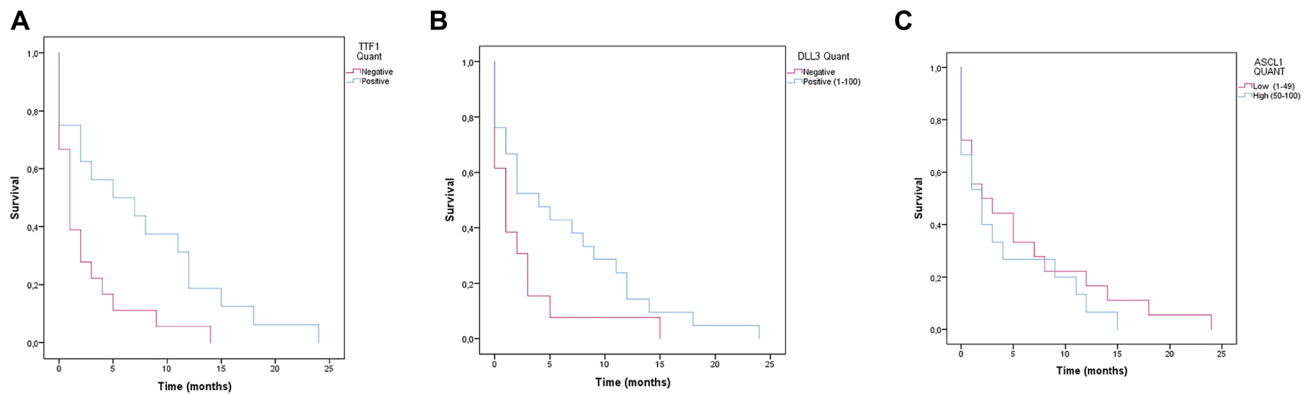 A
TTF1
Quant
Negative
Positive
1,0
0,8
0,6
0,4
0,2
0,0
Survival
0 5 10 15 20 25
Time (months)
B
DLL3 Quant
Negative
Positive (1-100)
1,0
0,8
0,6
0,4
0,2
0,0
Survival
0 5 10 15 20 25
Time (months)
C
ASCL1
QUANT
Low (1-49)
High (50-100)
1,0
0,8
0,6
0,4
0,2
0,0
Survival
0 5 10 15 20 25
Time (months)